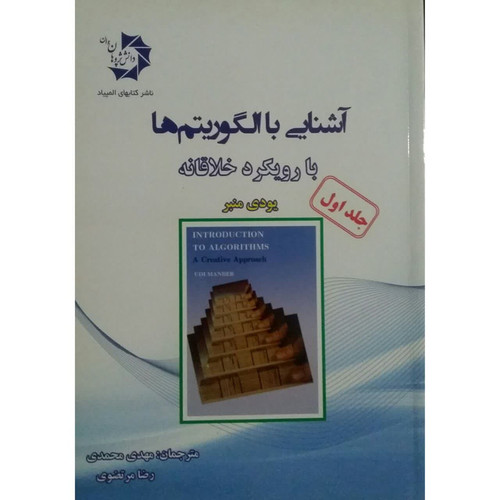 دانش پژوهان جوان
ناشر کتابهای المپیاد
آشنایی با الگوریتم‌ها
با رویکرد خلاقانه
یودی منبر
جلد اول
INTRODUCTION
TO ALGORITHMS
A Creative Approach
UDI MANBER
مترجمان: مهدی محمدی
رضا مرتضوی